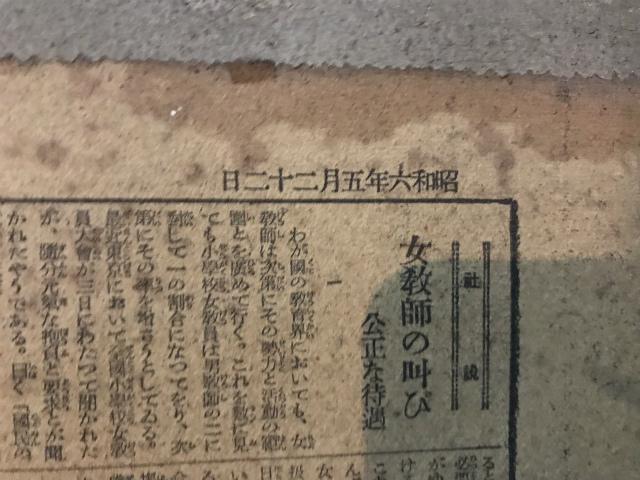 昭和六年五月二十二日
社説
女教師の叫び
公正な待遇
一
わが國の教育界においても、女
教師は次第にその勢力と活動の範
圍とを廣めて行く。これを數に見
ても小學校女教員は男教師の二に
對して一の割合になつてをり、次
第にその率を増さうとしてゐる。
最近東京において全國小學校女教
員大會が三日にわたつて開かれた
が、隨分元氣な物言と要求とが聞
かれたやうである。曰く「國民の